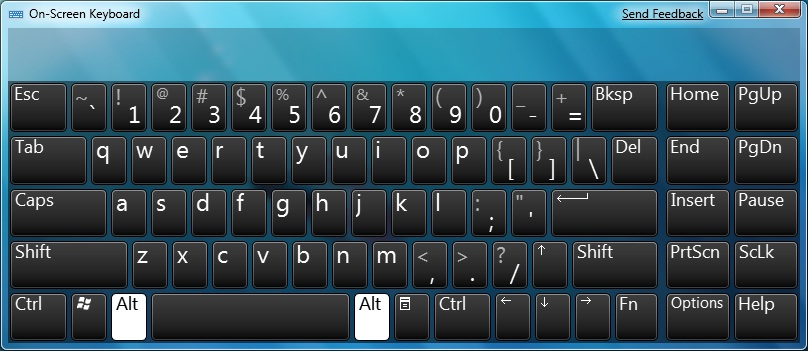 On-Screen Keyboard Send Feedback
Esc ~ ` ! 1 @ 2 # 3 $ 4 % 5 ^ 6 & 7 * 8 ( 9 ) 0 _ - + = Bksp Home PgUp
Tab q w e r t y u i o p { [ } ] | \ Del End PgDn
Caps a s d f g h j k l : ; " ' Insert Pause
Shift z x c v b n m < , > . ? / ↑ Shift PrtScn ScLk
Ctrl Alt Alt Ctrl ← ↓ → Fn Options Help